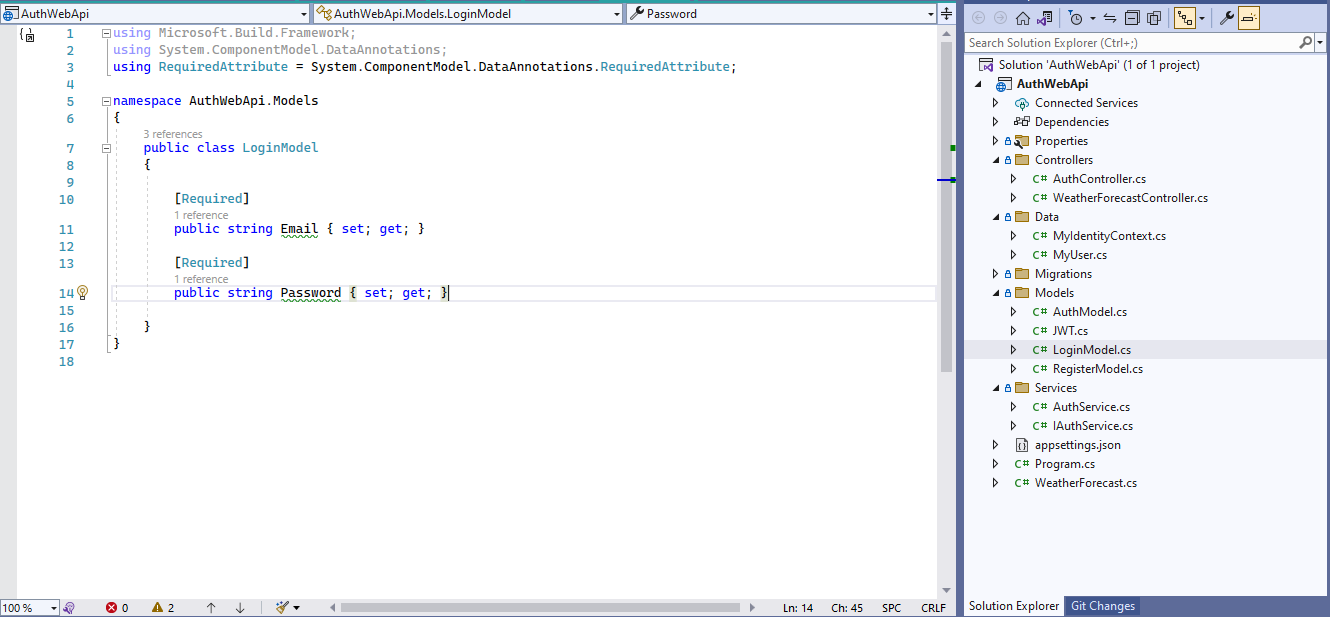 AuthWebApi
AuthWebApi.Models.LoginModel
Password
1 using Microsoft.Build.Framework;
2 using System.ComponentModel.DataAnnotations;
3 using RequiredAttribute = System.ComponentModel.DataAnnotations.RequiredAttribute;
4
5 namespace AuthWebApi.Models
6 {
3 references
7 public class LoginModel
8 {
9
10 [Required]
1 reference
11 public string Email { set; get; }
12
13 [Required]
1 reference
14 public string Password { set; get; }
15
16 }
17 }
18
100 %
0
2
Ln: 14
Ch: 45
SPC
CRLF
Search Solution Explorer (Ctrl+;)
Solution 'AuthWebApi' (1 of 1 project)
AuthWebApi
Connected Services
Dependencies
Properties
Controllers
C# AuthController.cs
C# WeatherForecastController.cs
Data
C# MyIdentityContext.cs
C# MyUser.cs
Migrations
Models
C# AuthModel.cs
C# JWT.cs
C# LoginModel.cs
C# RegisterModel.cs
Services
C# AuthService.cs
C# IAuthService.cs
appsettings.json
C# Program.cs
C# WeatherForecast.cs
Solution Explorer
Git Changes